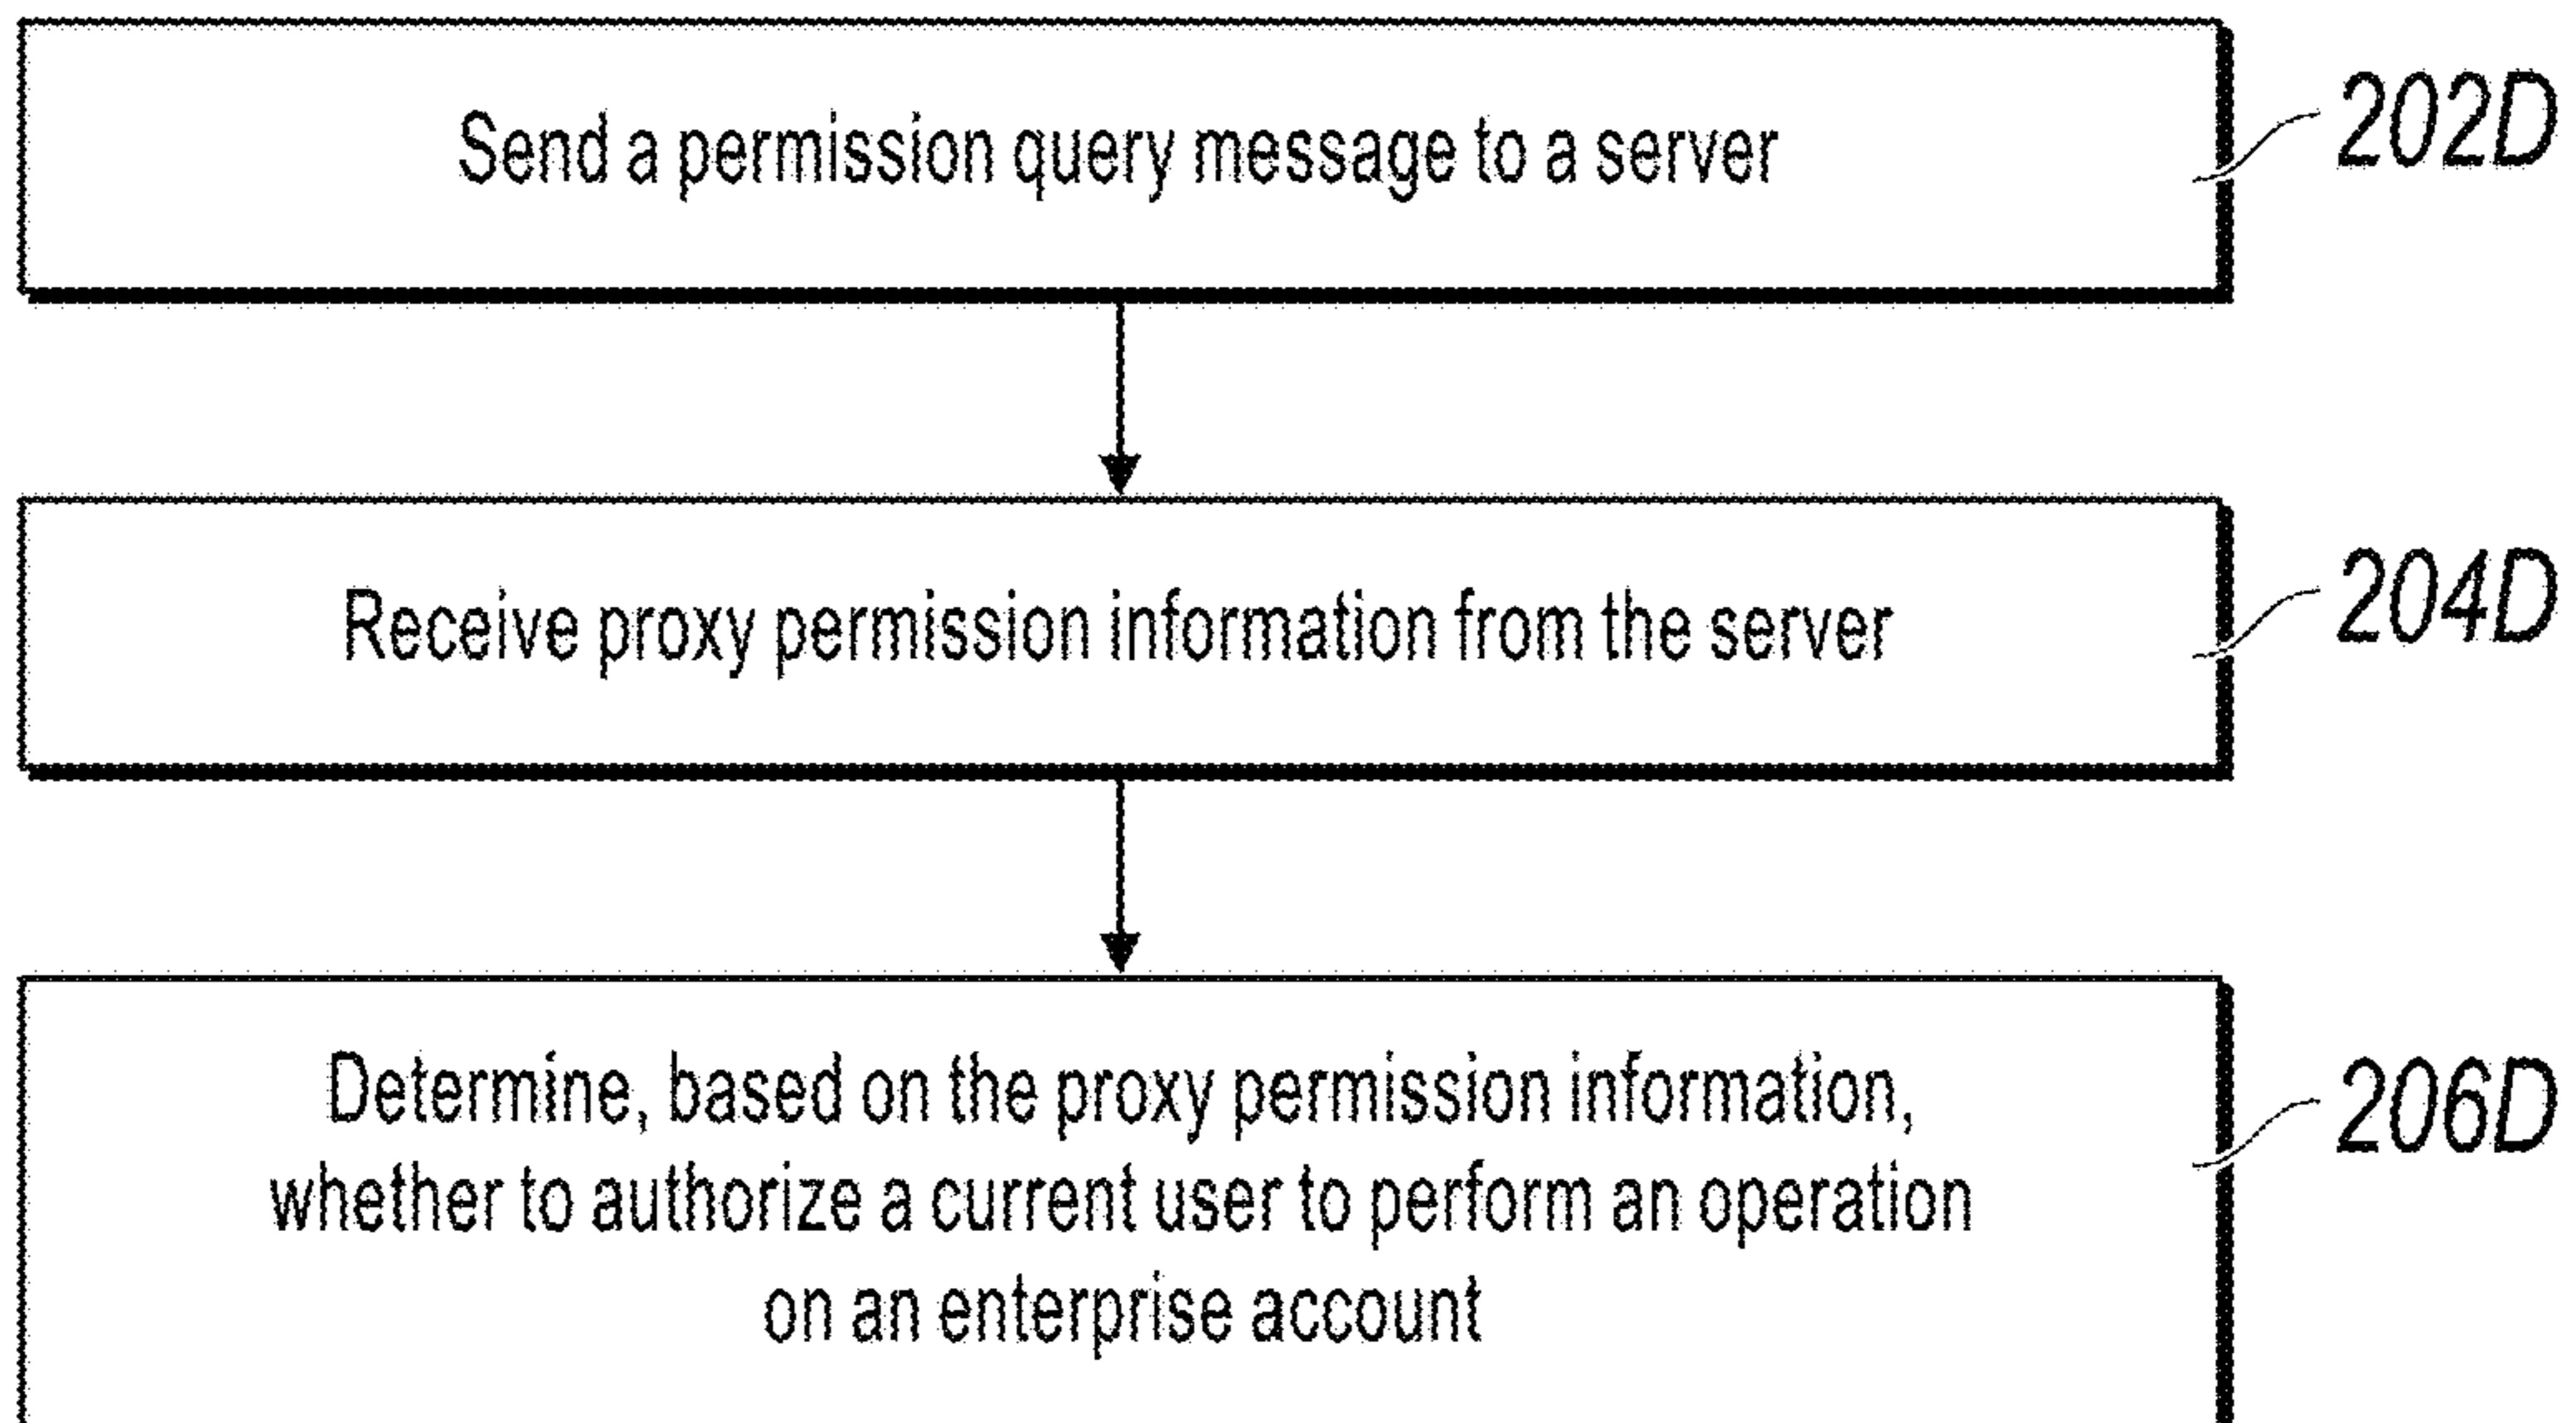 Send a permission query message to a server
202D
Receive proxy permission information from the server
204D
Determine, based on the proxy permission information,
whether to authorize a current user to perform an operation
on an enterprise account
206D